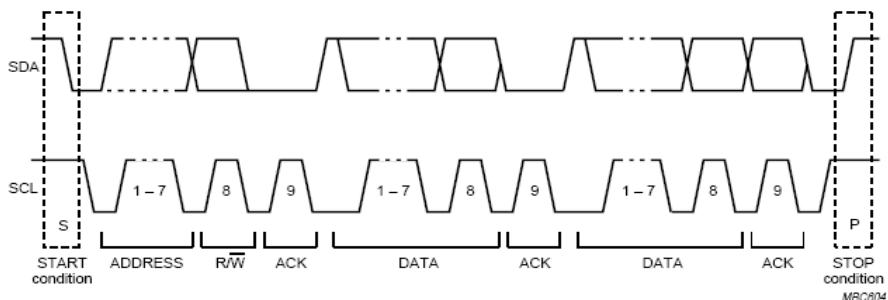 SDA
SCL
1 – 7 8 9 1 – 7 8 9 1 – 7 8 9
S P
START condition ADDRESS R/W̅ ACK DATA ACK DATA ACK STOP condition
MBC604